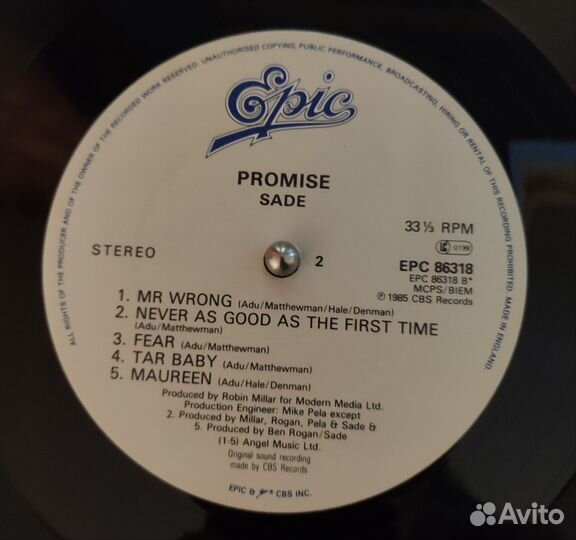 ALL RIGHTS OF THE PRODUCER AND OF THE OWNER OF THE RECORDED WORK RESERVED. UNAUTHORISED COPYING, PUBLIC PERFORMANCE, BROADCASTING, HIRING OR RENTAL OF THIS RECORDING PROHIBITED. MADE IN ENGLAND.
Epic
PROMISE
SADE
33 ⅓ RPM
LC 0199
STEREO
2
EPC 86318
EPC 86318 B*
MCPS/BIEM
℗ 1985 CBS Records
1. MR WRONG (Adu/Matthewman/Hale/Denman)
2. NEVER AS GOOD AS THE FIRST TIME
(Adu/Matthewman)
3. FEAR (Adu/Matthewman)
4. TAR BABY (Adu/Matthewman)
5. MAUREEN (Adu/Hale/Denman)
Produced by Robin Millar for Modern Media Ltd.
Production Engineer: Mike Pela except
2. Produced by Millar, Rogan, Pela & Sade &
5. Produced by Ben Rogan/Sade
(1-5) Angel Music Ltd.
Original sound recording
made by CBS Records
EPIC & ® CBS INC.
Avito